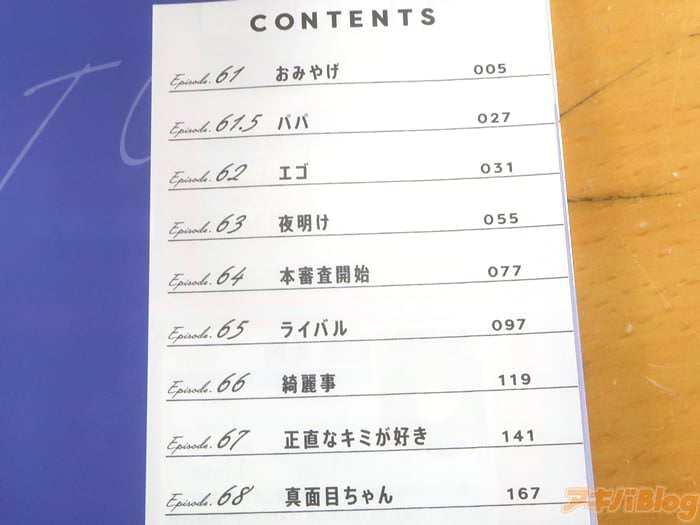 CONTENTS
Episode.61 おみやげ 005
Episode.61.5 パパ 027
Episode.62 エゴ 031
Episode.63 夜明け 055
Episode.64 本審査開始 077
Episode.65 ライバル 097
Episode.66 綺麗事 119
Episode.67 正直なキミが好き 141
Episode.68 真面目ちゃん 167
アキバBlog